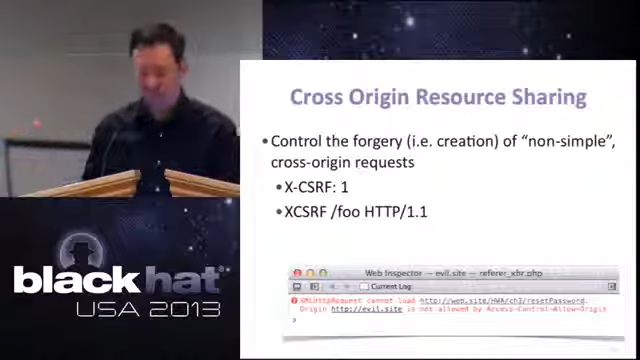 Cross Origin Resource Sharing
•Control the forgery (i.e. creation) of “non-simple”,
cross-origin requests
•X-CSRF: 1
•XCSRF /foo HTTP/1.1
Web Inspector — evil.site — referer_xhr.php
Current Log
XMLHttpRequest cannot load http://web.site/HWA/ch3/resetPassword.
Origin http://evil.site is not allowed by Access-Control-Allow-Origin
>
black hat
USA 2013